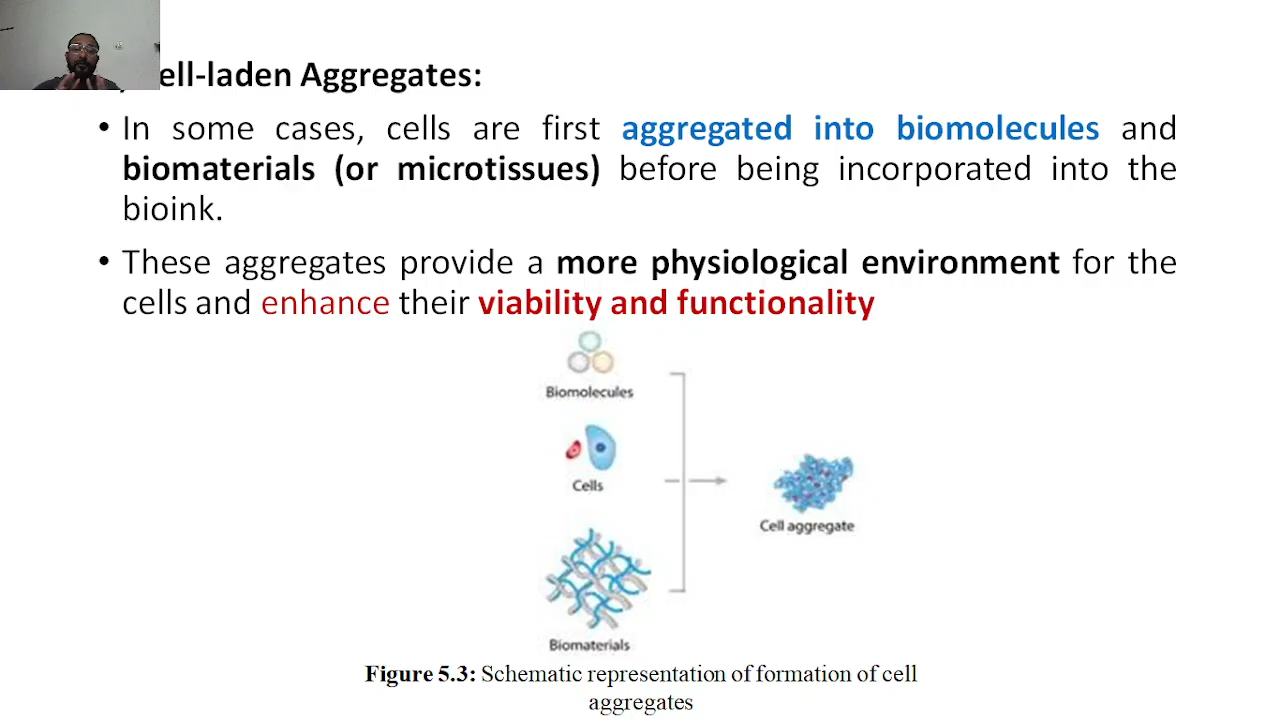 ell-laden Aggregates:
• In some cases, cells are first aggregated into biomolecules and
biomaterials (or microtissues) before being incorporated into the
bioink.
• These aggregates provide a more physiological environment for the
cells and enhance their viability and functionality
Biomolecules
Cells
Cell aggregate
Biomaterials
Figure 5.3: Schematic representation of formation of cell
aggregates